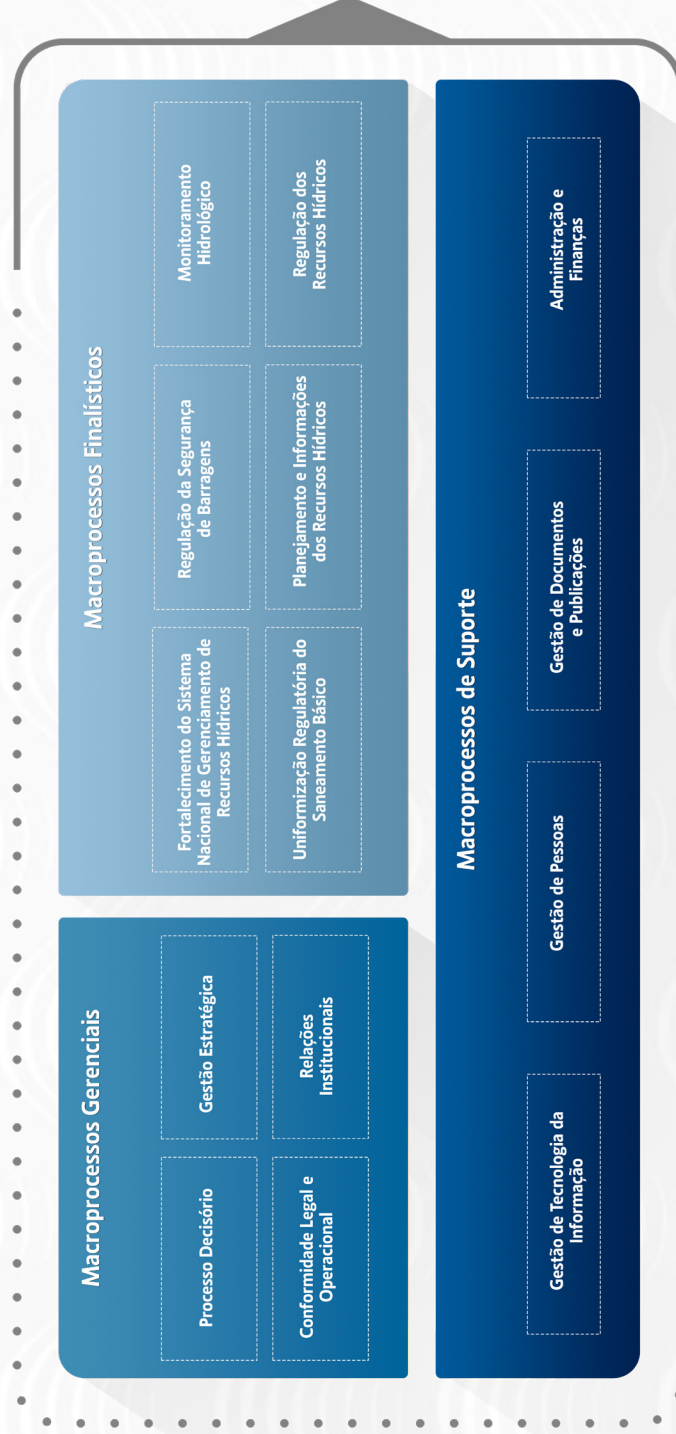 Macroprocessos Gerenciais
Processo Decisório
Gestão Estratégica
Conformidade Legal e
Operacional
Relações
Institucionais
Macroprocessos Finalísticos
Fortalecimento do Sistema
Nacional de Gerenciamento de
Recursos Hídricos
Regulação da Segurança
de Barragens
Monitoramento
Hidrológico
Uniformização Regulatória do
Saneamento Básico
Planejamento e Informações
dos Recursos Hídricos
Regulação dos
Recursos Hídricos
Macroprocessos de Suporte
Gestão de Tecnologia da
Informação
Gestão de Pessoas
Gestão de Documentos
e Publicações
Administração e
Finanças